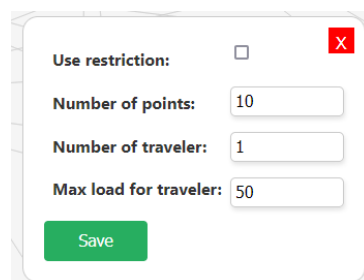 X
Use restriction:
Number of points: 10
Number of traveler: 1
Max load for traveler: 50
Save